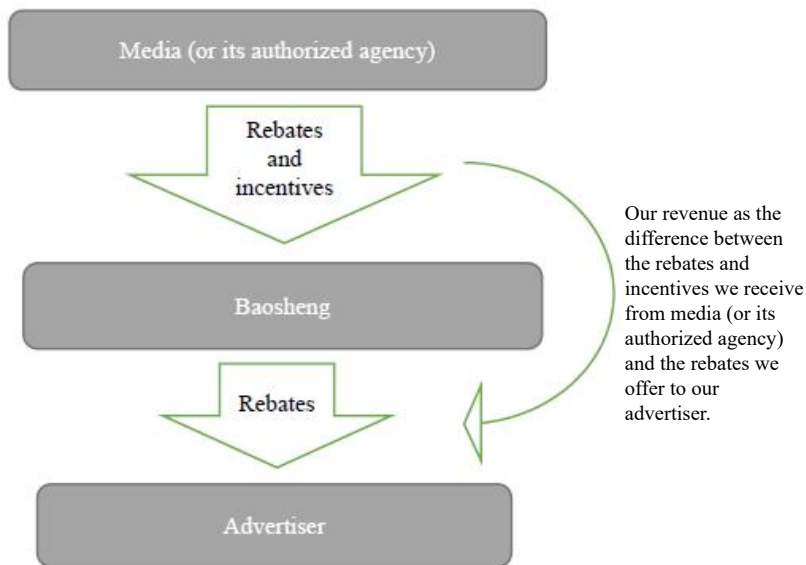 Media (or its authorized agency)
Rebates
and
incentives
Our revenue as the
difference between
the rebates and
incentives we receive
from media (or its
authorized agency)
and the rebates we
offer to our
advertiser.
Baosheng
Rebates
Advertiser